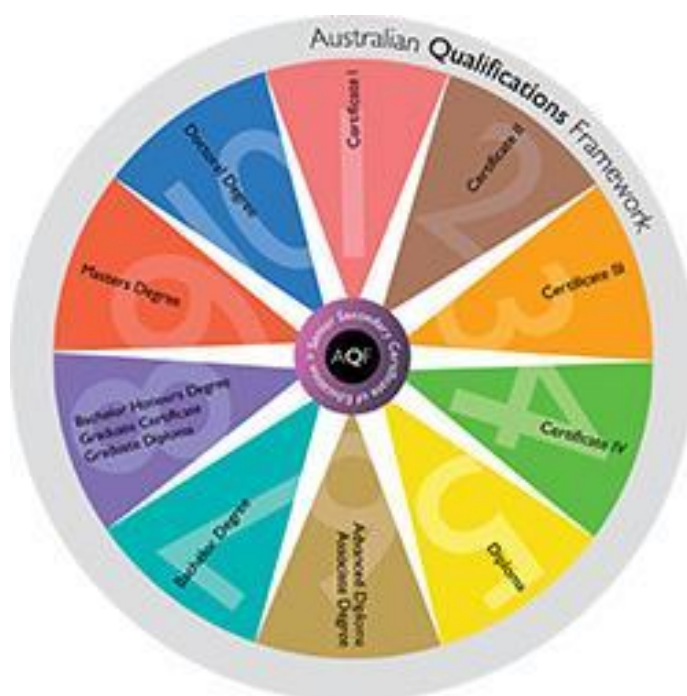 Australian Qualifications Framework
1
Certificate I
2
Certificate II
3
Certificate III
4
Certificate IV
5
Diploma
6
Advanced Diploma
Associate Degree
7
Bachelor Degree
8
Bachelor Honours Degree
Graduate Certificate
Graduate Diploma
9
Masters Degree
10
Doctoral Degree
Senior Secondary Certificate of Education
AQF